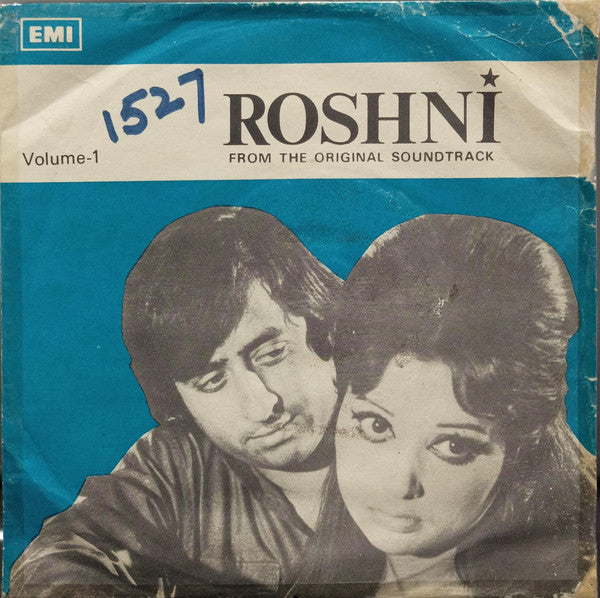 EMI
1527
ROSHNI
Volume-1
FROM THE ORIGINAL SOUNDTRACK